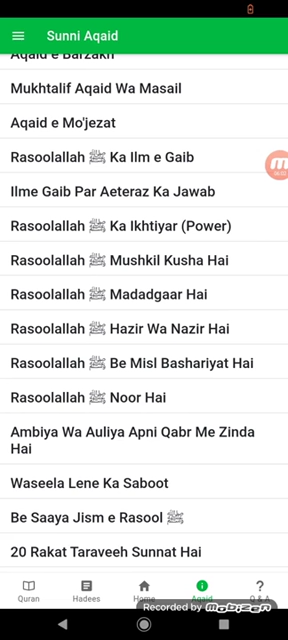 Sunni Aqaid
Aqaid e Barzakh
Mukhtalif Aqaid Wa Masail
Aqaid e Mo'jezat
Rasoolallah ﷺ Ka Ilm e Gaib
Ilme Gaib Par Aeteraz Ka Jawab
Rasoolallah ﷺ Ka Ikhtiyar (Power)
Rasoolallah ﷺ Mushkil Kusha Hai
Rasoolallah ﷺ Madadgaar Hai
Rasoolallah ﷺ Hazir Wa Nazir Hai
Rasoolallah ﷺ Be Misl Bashariyat Hai
Rasoolallah ﷺ Noor Hai
Ambiya Wa Auliya Apni Qabr Me Zinda
Hai
Waseela Lene Ka Saboot
Be Saaya Jism e Rasool ﷺ
20 Rakat Taraveeh Sunnat Hai
Quran Hadees Home Aqaid Q & A
Recorded by mobizen